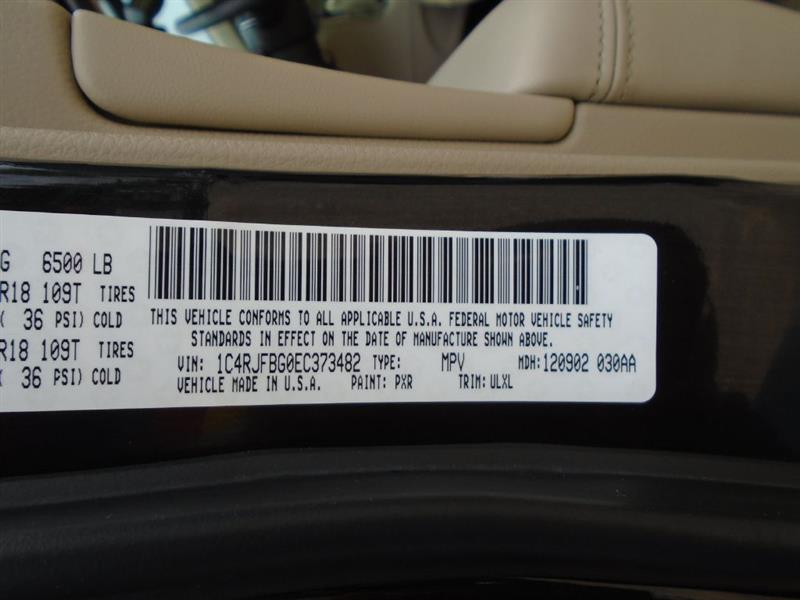 G 6500 LB
R18 109T TIRES
( 36 PSI) COLD
R18 109T TIRES
( 36 PSI) COLD
THIS VEHICLE CONFORMS TO ALL APPLICABLE U.S.A. FEDERAL MOTOR VEHICLE SAFETY
STANDARDS IN EFFECT ON THE DATE OF MANUFACTURE SHOWN ABOVE.
VIN: 1C4RJFBG0EC373482 TYPE: MPV MDH: 120902 030AA
VEHICLE MADE IN U.S.A. PAINT: PXR TRIM: ULXL